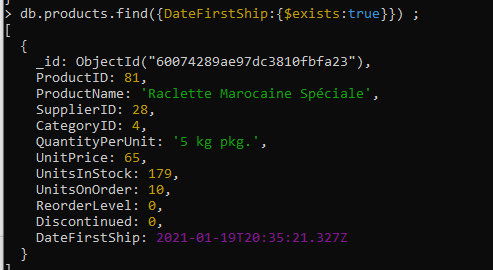 > db.products.find({DateFirstShip:{$exists:true}}) ;
[
  {
    _id: ObjectId("60074289ae97dc3810fbfa23"),
    ProductID: 81,
    ProductName: 'Raclette Marocaine Spéciale',
    SupplierID: 28,
    CategoryID: 4,
    QuantityPerUnit: '5 kg pkg.',
    UnitPrice: 65,
    UnitsInStock: 179,
    UnitsOnOrder: 10,
    ReorderLevel: 0,
    Discontinued: 0,
    DateFirstShip: 2021-01-19T20:35:21.327Z
  }
]